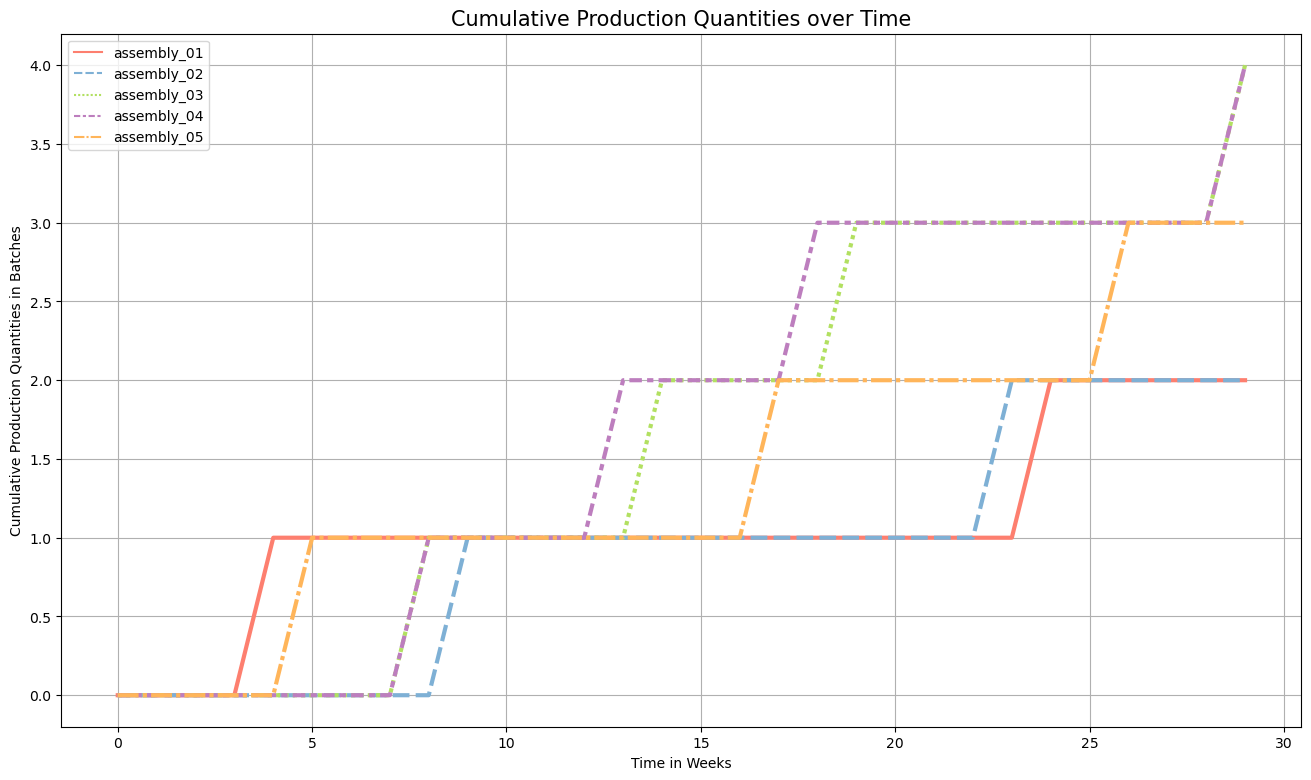 Cumulative Production Quantities over Time
assembly_01
assembly_02
assembly_03
assembly_04
assembly_05
Cumulative Production Quantities in Batches
4.0
3.5
3.0
2.5
2.0
1.5
1.0
0.5
0.0
0 5 10 15 20 25 30
Time in Weeks